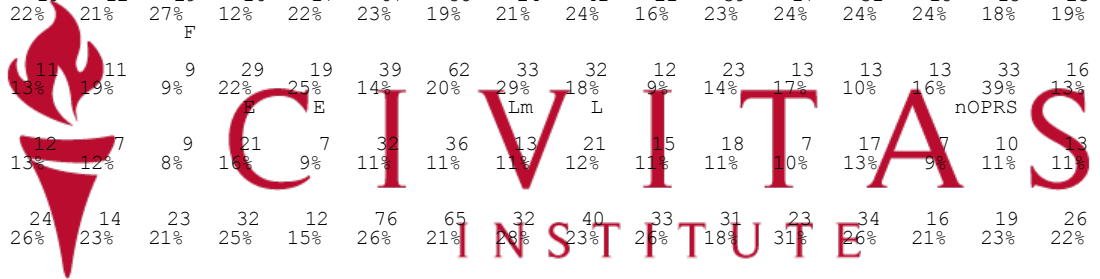 22% 21% 27% 12% 22% 23% 19% 21% 24% 16% 23% 24% 24% 24% 18% 19%
F
11 11 9 29 19 39 62 33 32 12 23 13 13 13 33 16
13% 19% 9% 22% 25% 14% 20% 29% 18% 9% 14% 17% 10% 16% 39% 13%
E E Lm L nOPRS
CIVITAS
12 7 9 21 7 32 36 13 21 15 18 7 17 7 10 13
13% 12% 8% 16% 9% 11% 11% 11% 12% 11% 11% 10% 13% 9% 11% 11%
24 14 23 32 12 76 65 32 40 33 31 23 34 16 19 26
26% 23% 21% 25% 15% 26% 21% 28% 23% 26% 18% 31% 26% 21% 23% 22%
INSTITUTE